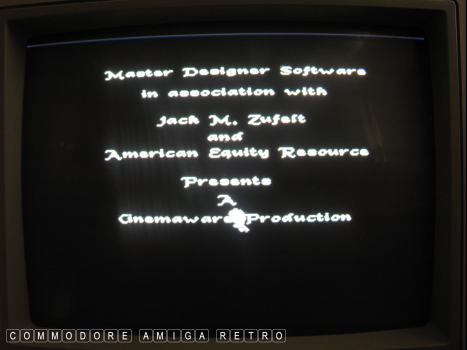 Master Designer Software
in association with
Jack M. Zufelt
and
American Equity Resource
Presents
A
Cinemaware Production
COMMODORE AMIGA RETRO